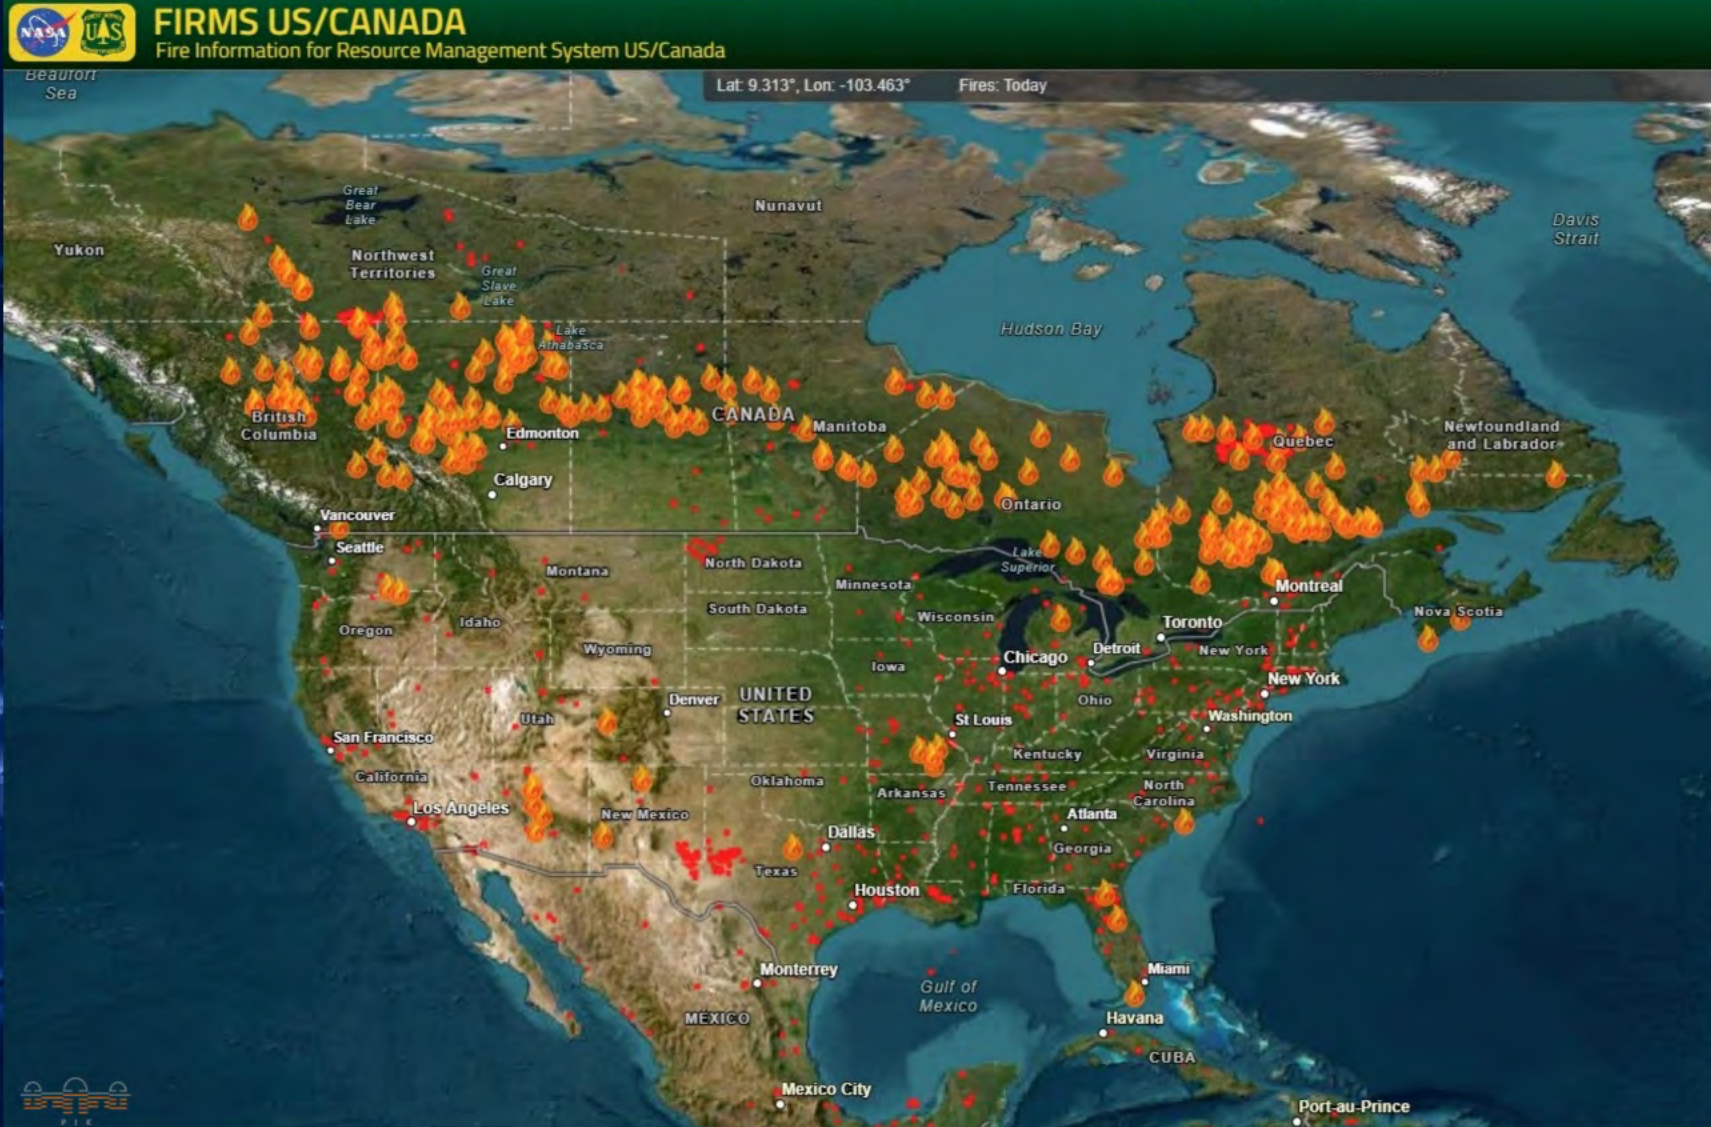 NASA
FOREST SERVICE
UAS
FIRMS US/CANADA
Fire Information for Resource Management System US/Canada
Beaufort
Sea
Lat: 9.313°, Lon: -103.463°
Fires: Today
Great
Bear
Lake
Nunavut
Davis
Strait
Yukon
Northwest
Territories
Great
Slave
Lake
Hudson Bay
Lake
Athabasca
British
Columbia
CANADA
Manitoba
Edmonton
Quebec
Newfoundland
and Labrador
Calgary
Ontario
Vancouver
Seattle
Lake
Superior
Montana
North Dakota
Minnesota
Montreal
South Dakota
Wisconsin
Nova Scotia
Oregon
Idaho
Toronto
Wyoming
Iowa
Chicago
Detroit
New York
New York
Denver
UNITED
STATES
Ohio
Utah
St Louis
Washington
San Francisco
California
Kentucky
Virginia
Oklahoma
Arkansas
Tennessee
North
Carolina
Los Angeles
New Mexico
Atlanta
Dallas
Georgia
Texas
Houston
Florida
Monterrey
Miami
Gulf of
Mexico
MÉXICO
Havana
CUBA
Mexico City
Port-au-Prince
PIK